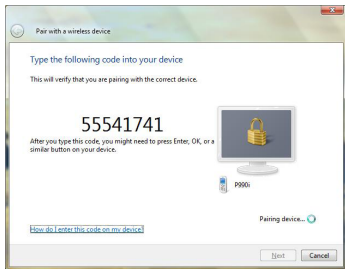 Pair with a wireless device
Type the following code into your device
This will verify that you are pairing with the correct device.
55541741
After you type this code, you might need to press Enter, OK, or a
similar button on your device.
P990i
Pairing device...
How do I enter this code on my device?
Next
Cancel